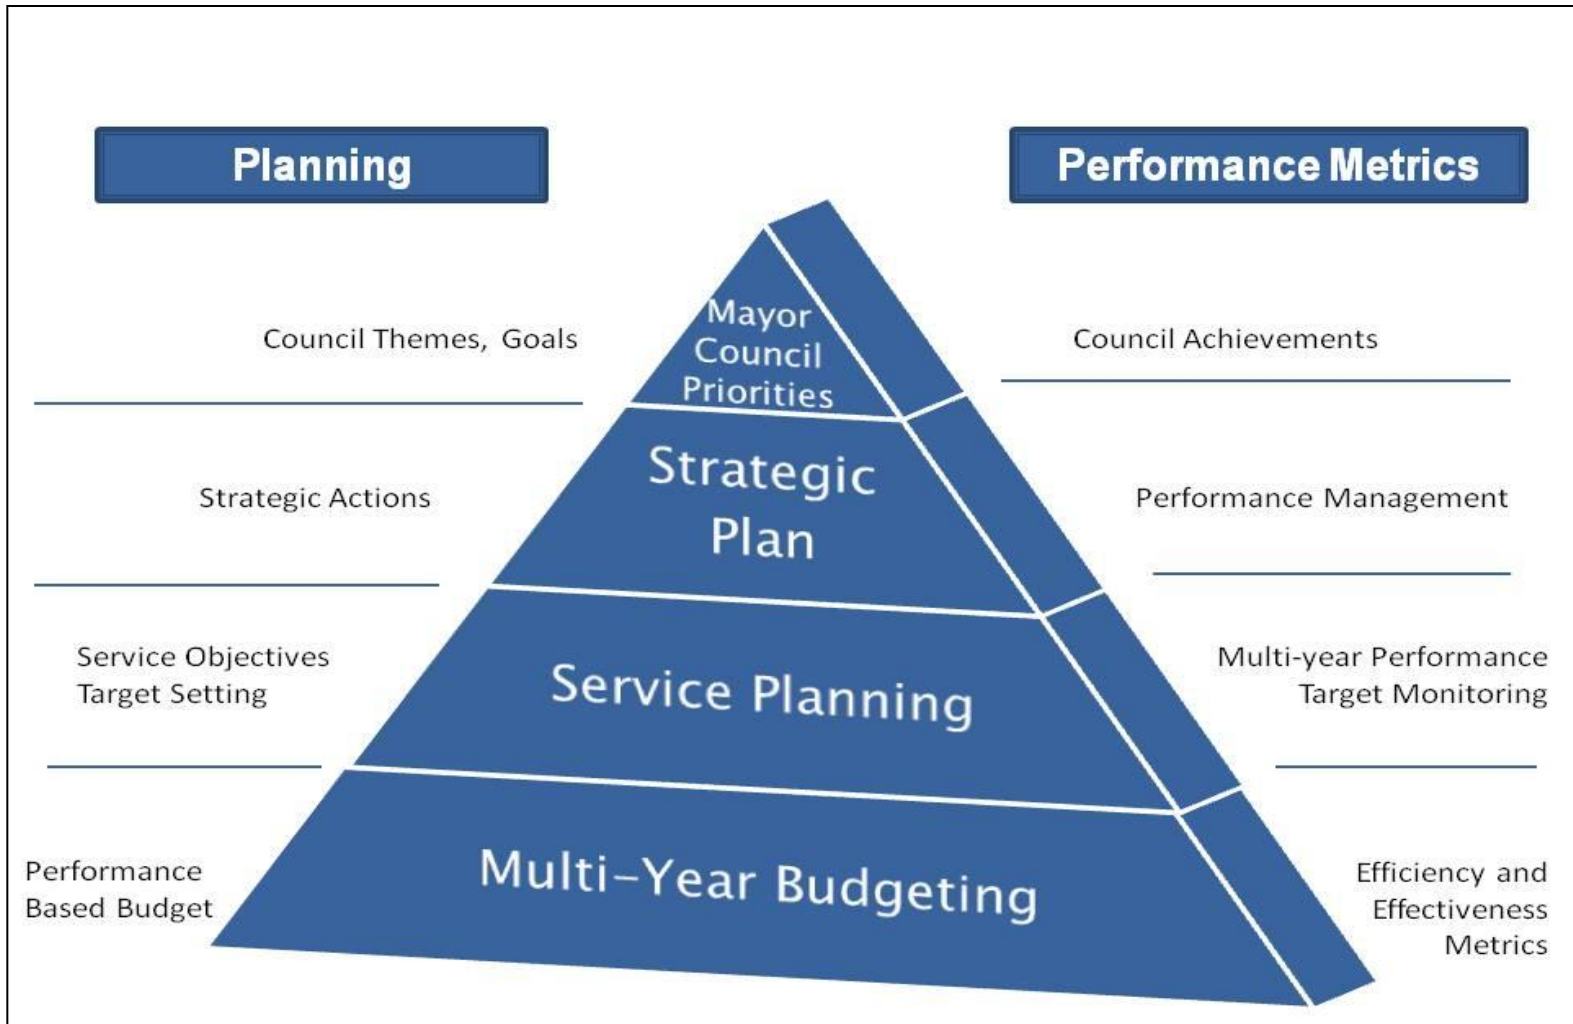 Planning
Performance Metrics
Council Themes, Goals
Mayor
Council
Priorities
Council Achievements
Strategic Actions
Strategic
Plan
Performance Management
Service Objectives
Target Setting
Service Planning
Multi-year Performance
Target Monitoring
Performance
Based Budget
Multi-Year Budgeting
Efficiency and
Effectiveness
Metrics